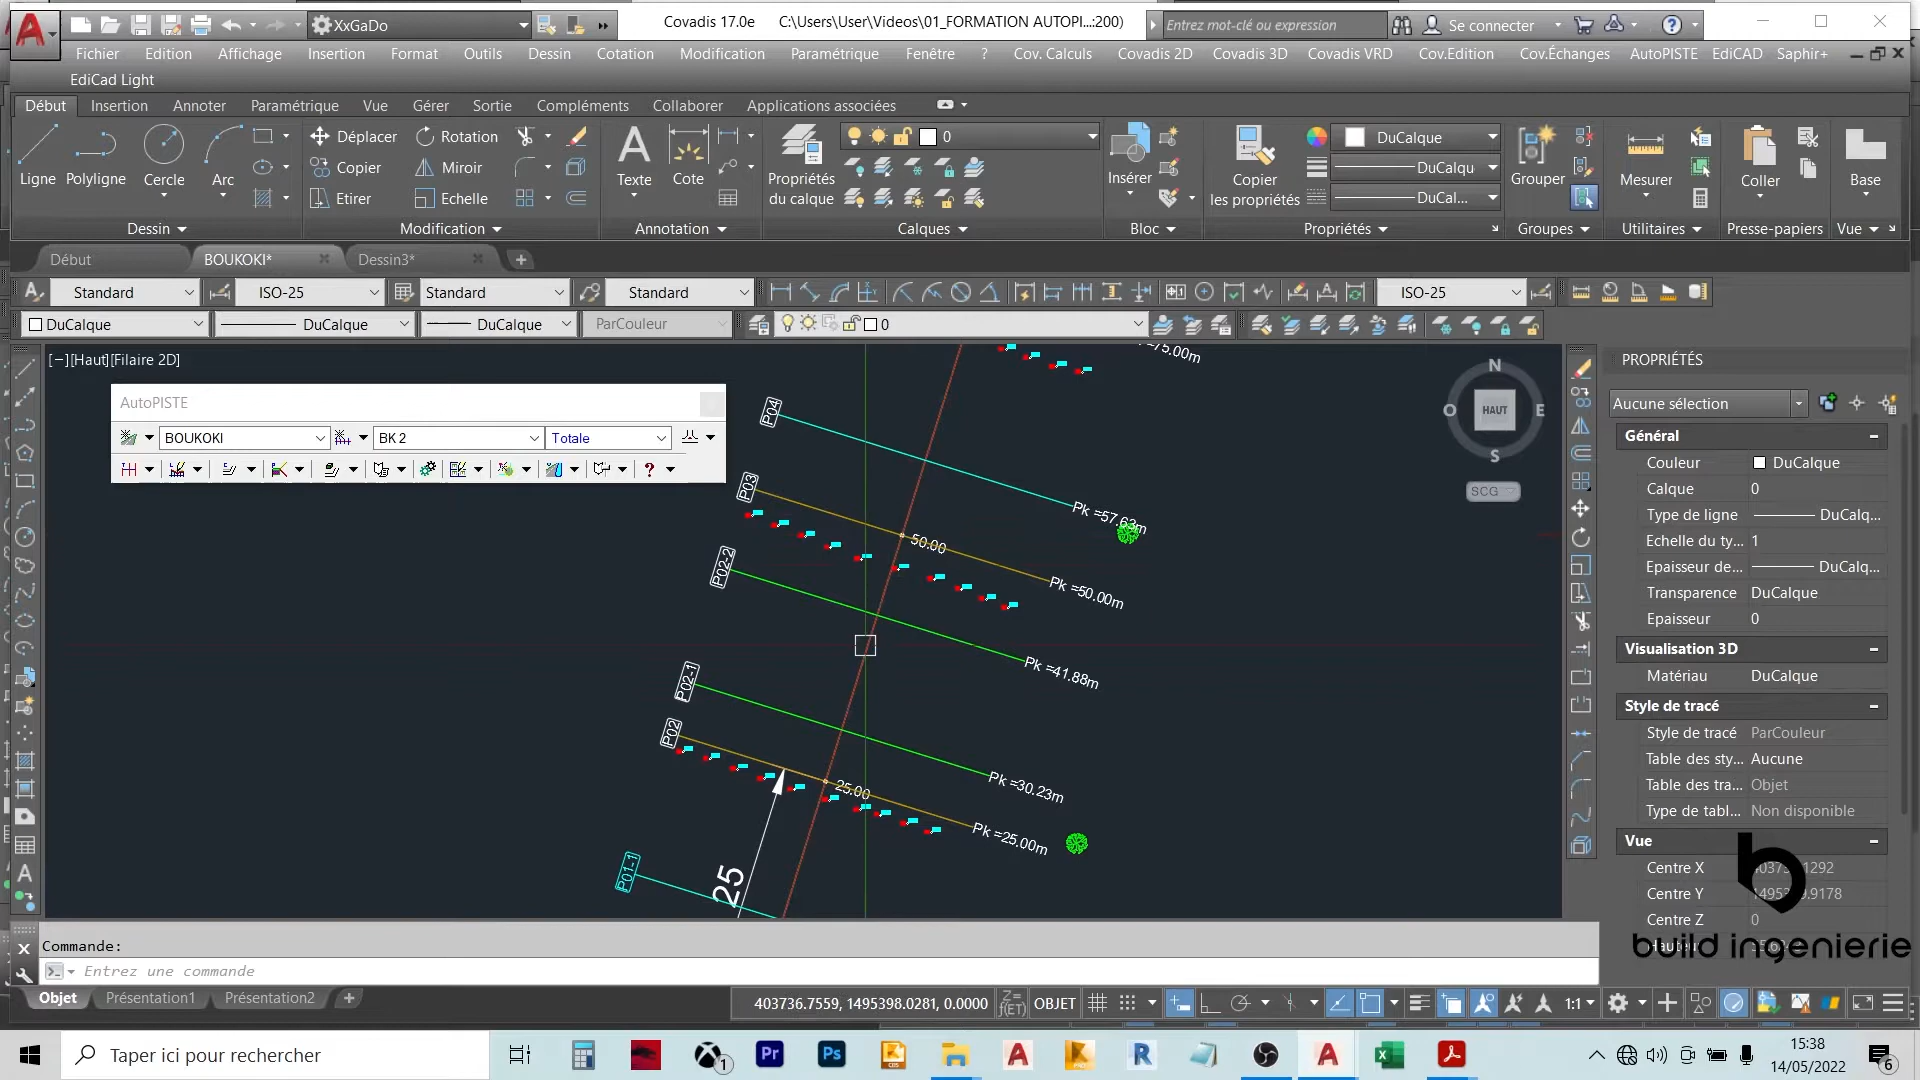 XxGaDo
Covadis 17.0e C:\Users\User\Videos\01_FORMATION AUTOPI...:200)
Entrez mot-clé ou expression
Se connecter
Fichier Edition Affichage Insertion Format Outils Dessin Cotation Modification Paramétrique Fenêtre ? Cov. Calculs Covadis 2D Covadis 3D Covadis VRD Cov.Edition Cov.Échanges AutoPISTE EdiCAD Saphir+
EdiCad Light
Début Insertion Annoter Paramétrique Vue Gérer Sortie Compléments Collaborer Applications associées
Ligne Polyligne Cercle Arc
Déplacer Rotation
Copier Miroir
Etirer Echelle
Texte Cote
Propriétés du calque
0
Insérer
Copier les propriétés
DuCalque
DuCalqu
DuCal...
Grouper
Mesurer
Coller
Base
Dessin Modification Annotation Calques Bloc Propriétés Groupes Utilitaires Presse-papiers Vue
Début BOUKOKI* Dessin3*
Standard ISO-25 Standard Standard ISO-25
DuCalque DuCalque DuCalque ParCouleur 0
[−][Haut][Filaire 2D]
AutoPISTE
BOUKOKI BK 2 Totale
?
=75.00m
P04
Pk =57.63m
P03
50.00
Pk =50.00m
P02-2
Pk =41.88m
P02-1
Pk =30.23m
P02
25.00
Pk =25.00m
P01-1
25
N
O HAUT E
S
SCG
PROPRIÉTÉS
Aucune sélection
Général
Couleur DuCalque
Calque 0
Type de ligne DuCalq...
Echelle du ty... 1
Epaisseur de... DuCalq...
Transparence DuCalque
Epaisseur 0
Visualisation 3D
Matériau DuCalque
Style de tracé
Style de tracé ParCouleur
Table des sty... Aucune
Table des tra... Objet
Type de tabl... Non disponible
Vue
Centre X
Centre Y
Centre Z 0
build ingenierie
Commande:
Entrez une commande
Objet Présentation1 Présentation2
403736.7559, 1495398.0281, 0.0000 OBJET 1:1
Taper ici pour rechercher
15:38
14/05/2022